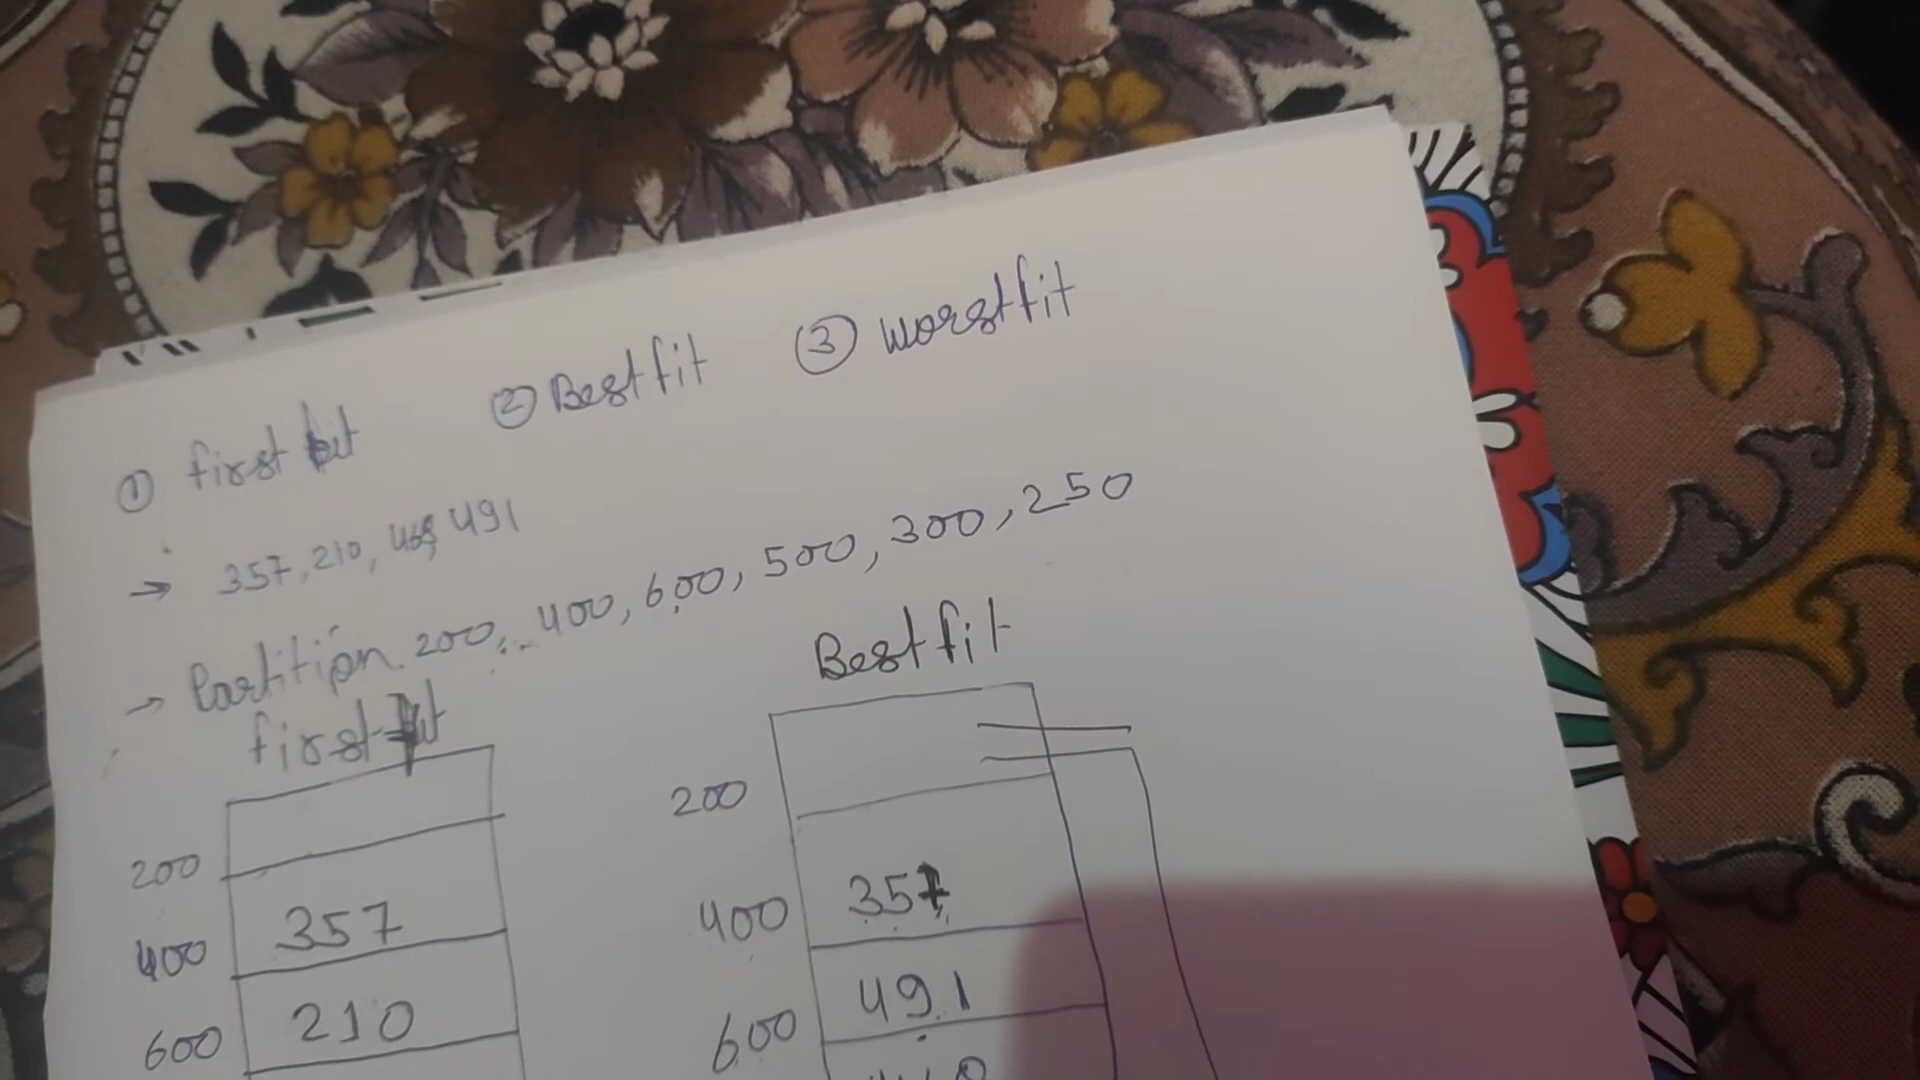 ① first fit ② Best fit ③ worst fit
→ 357, 210, 468, 491
→ Partition 200, 400, 600, 500, 300, 250
first fit
Best fit
200
400 357
600 210
200
400 357
600 491